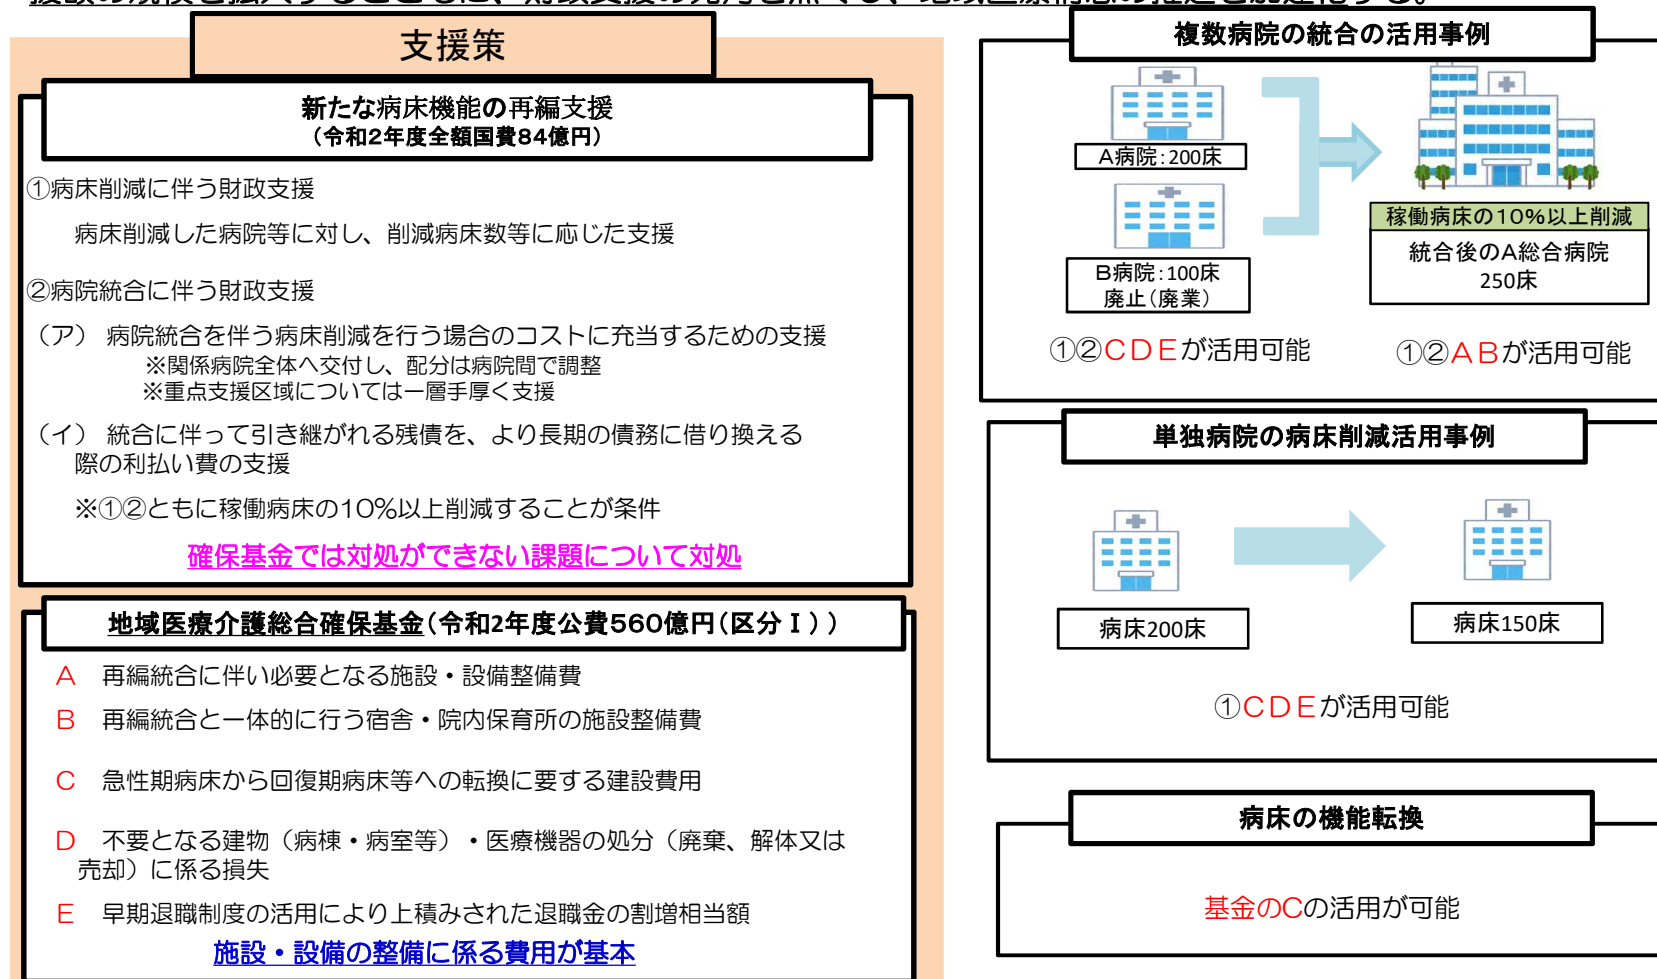 支援策
新たな病床機能の再編支援
（令和2年度全額国費84億円）
①病床削減に伴う財政支援
病床削減した病院等に対し、削減病床数等に応じた支援
②病院統合に伴う財政支援
（ア） 病院統合を伴う病床削減を行う場合のコストに充当するための支援
※関係病院全体へ交付し、配分は病院間で調整
※重点支援区域については一層手厚く支援
（イ） 統合に伴って引き継がれる残債を、より長期の債務に借り換える
際の利払い費の支援
※①②ともに稼働病床の10％以上削減することが条件
確保基金では対処ができない課題について対処
地域医療介護総合確保基金（令和2年度公費560億円（区分Ⅰ））
A　再編統合に伴い必要となる施設・設備整備費
B　再編統合と一体的に行う宿舎・院内保育所の施設整備費
C　急性期病床から回復期病床等への転換に要する建設費用
D　不要となる建物（病棟・病室等）・医療機器の処分（廃棄、解体又は
売却）に係る損失
E　早期退職制度の活用により上積みされた退職金の割増相当額
施設・設備の整備に係る費用が基本
複数病院の統合の活用事例
A病院：200床
B病院：100床
廃止（廃業）
稼働病床の10％以上削減
統合後のA総合病院
250床
①②CDEが活用可能
①②ABが活用可能
単独病院の病床削減活用事例
病床200床
病床150床
①CDEが活用可能
病床の機能転換
基金のCの活用が可能